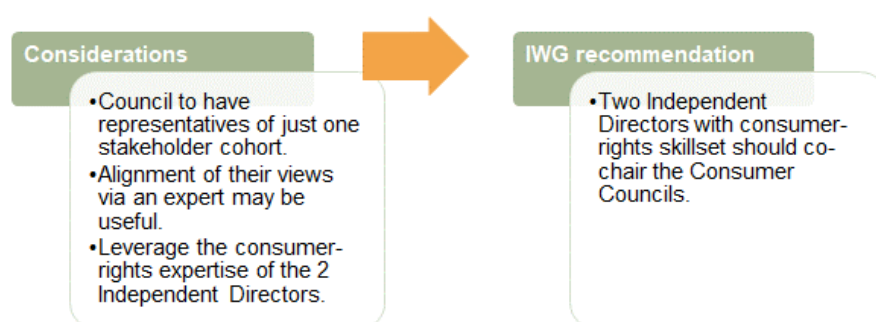 Considerations
•Council to have
representatives of just one
stakeholder cohort.
•Alignment of their views
via an expert may be
useful.
•Leverage the consumer-
rights expertise of the 2
Independent Directors.
IWG recommendation
•Two Independent
Directors with consumer-
rights skillset should co-
chair the Consumer
Councils.